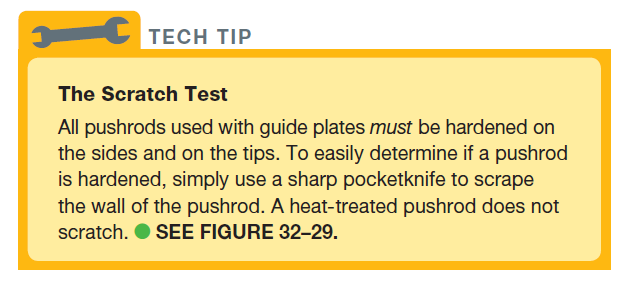 TECH TIP
The Scratch Test
All pushrods used with guide plates must be hardened on
the sides and on the tips. To easily determine if a pushrod
is hardened, simply use a sharp pocketknife to scrape
the wall of the pushrod. A heat-treated pushrod does not
scratch. ● SEE FIGURE 32–29.